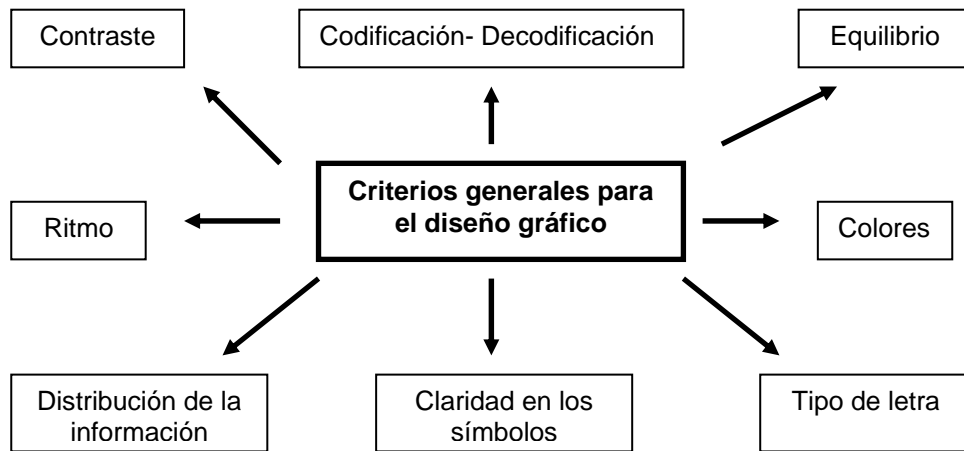 Contraste
Codificación- Decodificación
Equilibrio
Criterios generales para
el diseño gráfico
Ritmo
Colores
Distribución de la
información
Claridad en los
símbolos
Tipo de letra